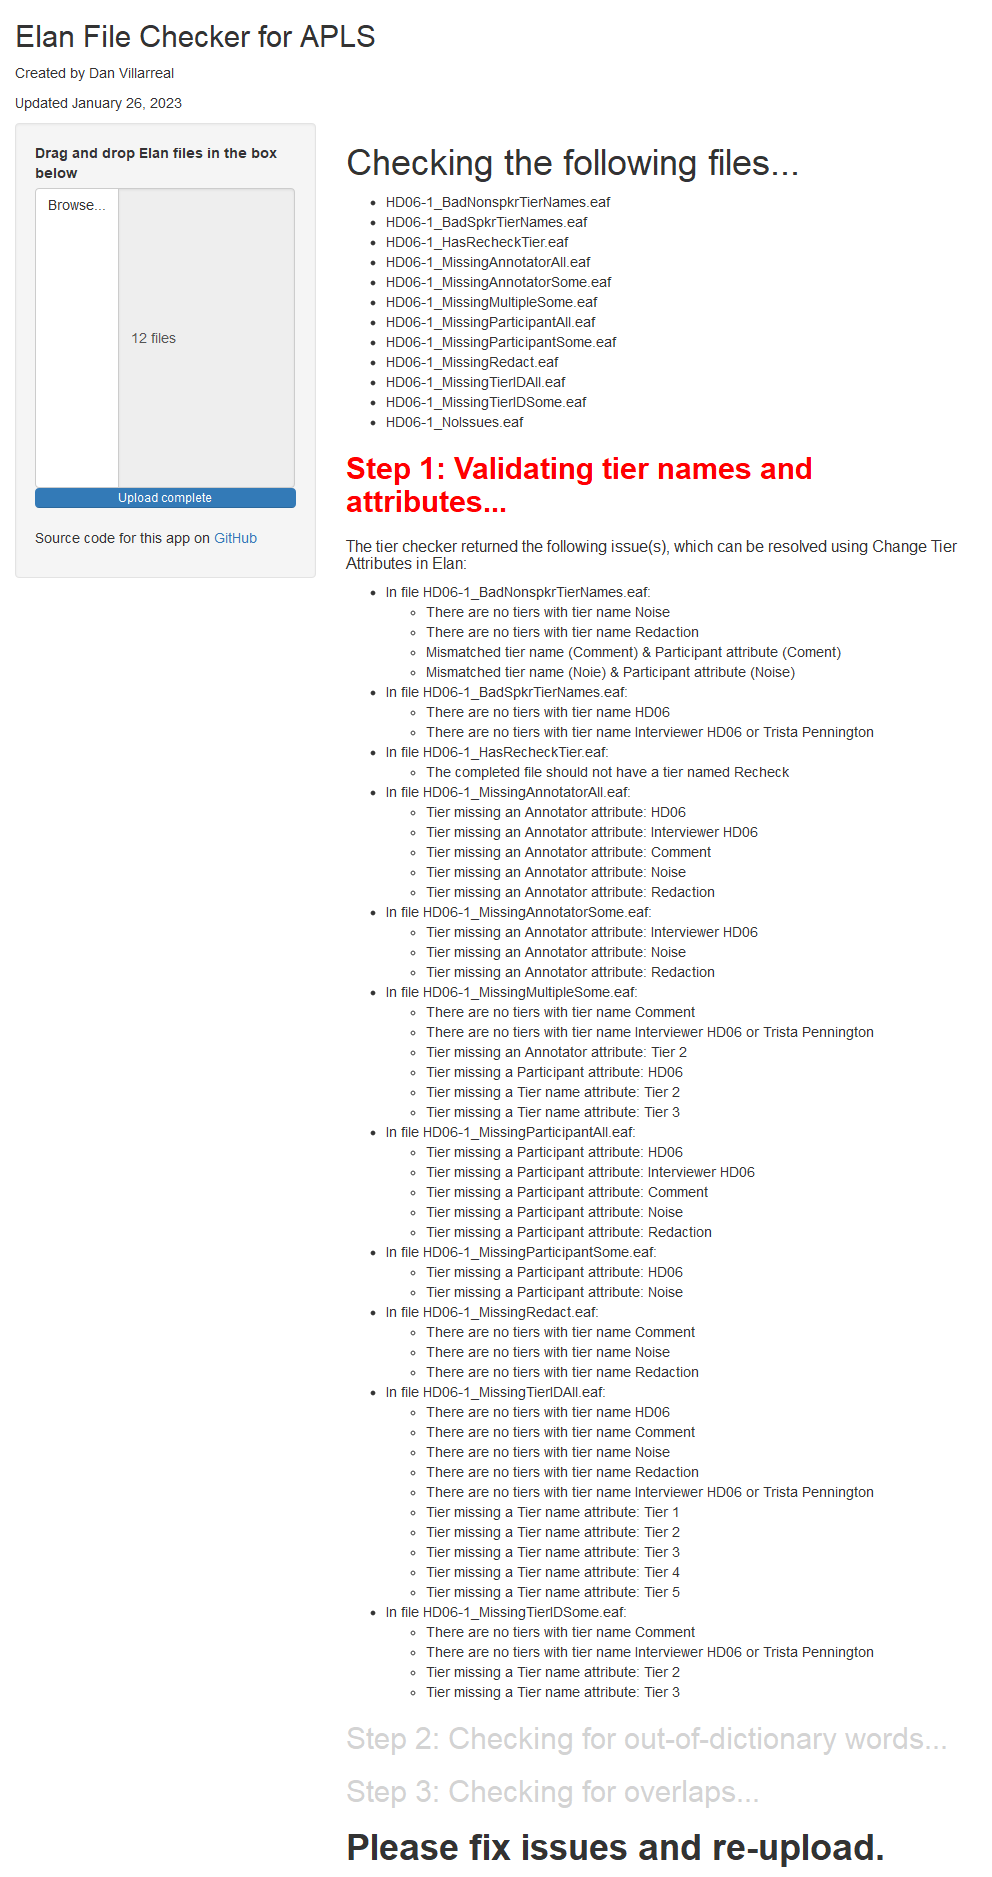 Elan File Checker for APLS
Created by Dan Villarreal
Updated January 26, 2023
Drag and drop Elan files in the box
below
Browse...
12 files
Upload complete
Source code for this app on GitHub
Checking the following files...
HD06-1_BadNonspkrTierNames.eaf
HD06-1_BadSpkrTierNames.eaf
HD06-1_HasRecheckTier.eaf
HD06-1_MissingAnnotatorAll.eaf
HD06-1_MissingAnnotatorSome.eaf
HD06-1_MissingMultipleSome.eaf
HD06-1_MissingParticipantAll.eaf
HD06-1_MissingParticipantSome.eaf
HD06-1_MissingRedact.eaf
HD06-1_MissingTierIDAll.eaf
HD06-1_MissingTierIDSome.eaf
HD06-1_NoIssues.eaf
Step 1: Validating tier names and
attributes...
The tier checker returned the following issue(s), which can be resolved using Change Tier
Attributes in Elan:
In file HD06-1_BadNonspkrTierNames.eaf:
There are no tiers with tier name Noise
There are no tiers with tier name Redaction
Mismatched tier name (Comment) & Participant attribute (Coment)
Mismatched tier name (Noie) & Participant attribute (Noise)
In file HD06-1_BadSpkrTierNames.eaf:
There are no tiers with tier name HD06
There are no tiers with tier name Interviewer HD06 or Trista Pennington
In file HD06-1_HasRecheckTier.eaf:
The completed file should not have a tier named Recheck
In file HD06-1_MissingAnnotatorAll.eaf:
Tier missing an Annotator attribute: HD06
Tier missing an Annotator attribute: Interviewer HD06
Tier missing an Annotator attribute: Comment
Tier missing an Annotator attribute: Noise
Tier missing an Annotator attribute: Redaction
In file HD06-1_MissingAnnotatorSome.eaf:
Tier missing an Annotator attribute: Interviewer HD06
Tier missing an Annotator attribute: Noise
Tier missing an Annotator attribute: Redaction
In file HD06-1_MissingMultipleSome.eaf:
There are no tiers with tier name Comment
There are no tiers with tier name Interviewer HD06 or Trista Pennington
Tier missing an Annotator attribute: Tier 2
Tier missing a Participant attribute: HD06
Tier missing a Tier name attribute: Tier 2
Tier missing a Tier name attribute: Tier 3
In file HD06-1_MissingParticipantAll.eaf:
Tier missing a Participant attribute: HD06
Tier missing a Participant attribute: Interviewer HD06
Tier missing a Participant attribute: Comment
Tier missing a Participant attribute: Noise
Tier missing a Participant attribute: Redaction
In file HD06-1_MissingParticipantSome.eaf:
Tier missing a Participant attribute: HD06
Tier missing a Participant attribute: Noise
In file HD06-1_MissingRedact.eaf:
There are no tiers with tier name Comment
There are no tiers with tier name Noise
There are no tiers with tier name Redaction
In file HD06-1_MissingTierIDAll.eaf:
There are no tiers with tier name HD06
There are no tiers with tier name Comment
There are no tiers with tier name Noise
There are no tiers with tier name Redaction
There are no tiers with tier name Interviewer HD06 or Trista Pennington
Tier missing a Tier name attribute: Tier 1
Tier missing a Tier name attribute: Tier 2
Tier missing a Tier name attribute: Tier 3
Tier missing a Tier name attribute: Tier 4
Tier missing a Tier name attribute: Tier 5
In file HD06-1_MissingTierIDSome.eaf:
There are no tiers with tier name Comment
There are no tiers with tier name Interviewer HD06 or Trista Pennington
Tier missing a Tier name attribute: Tier 2
Tier missing a Tier name attribute: Tier 3
Step 2: Checking for out-of-dictionary words...
Step 3: Checking for overlaps...
Please fix issues and re-upload.